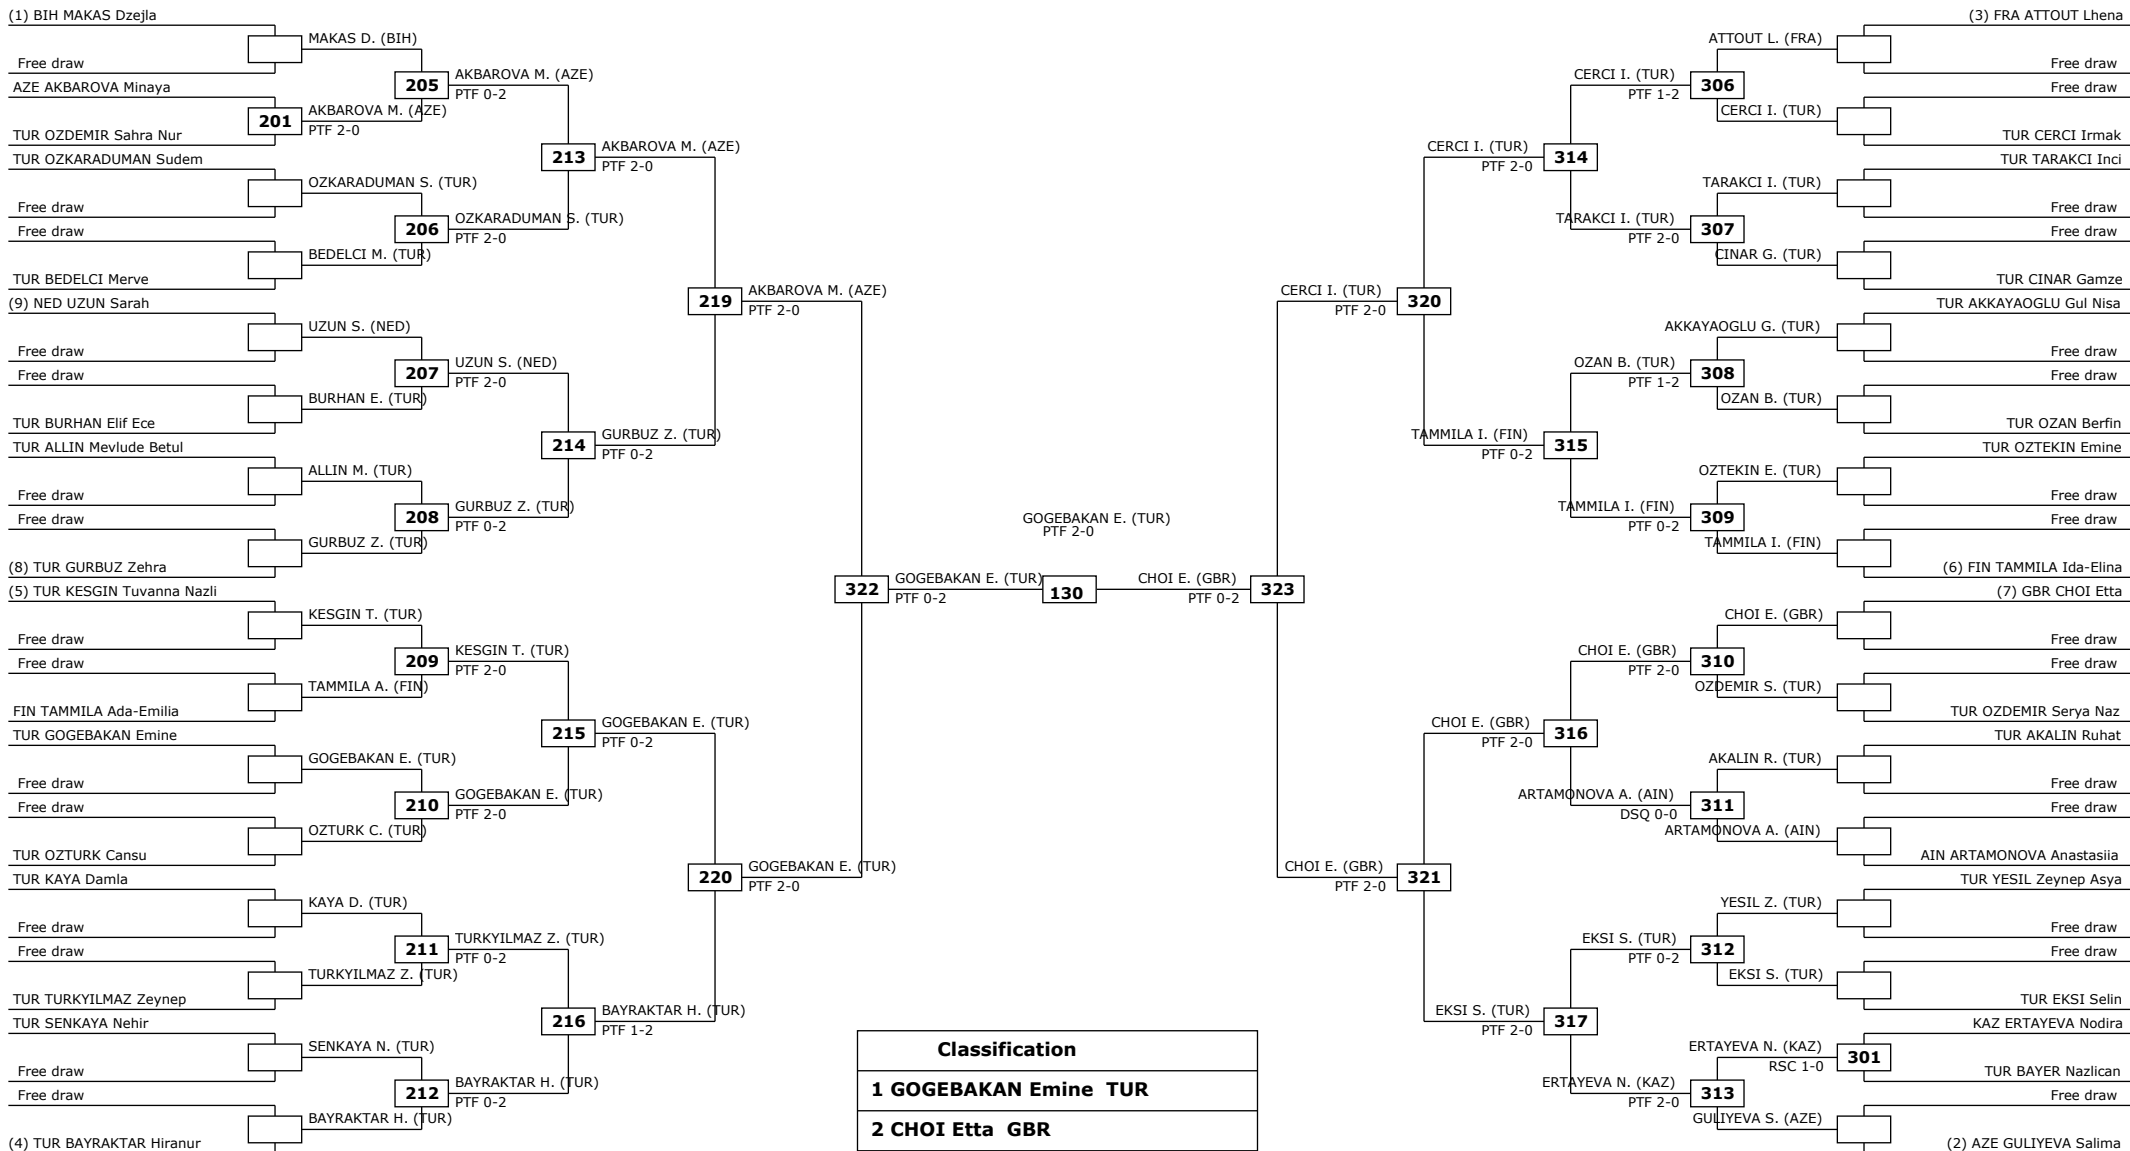 (1) BIH MAKAS Dzejla
MAKAS D. (BIH)
Free draw
205
AKBAROVA M. (AZE)
PTF 0-2
AZE AKBAROVA Minaya
201
AKBAROVA M. (AZE)
PTF 2-0
TUR OZDEMIR Sahra Nur
213
AKBAROVA M. (AZE)
PTF 2-0
TUR OZKARADUMAN Sudem
OZKARADUMAN S. (TUR)
Free draw
206
OZKARADUMAN S. (TUR)
PTF 2-0
Free draw
BEDELCI M. (TUR)
TUR BEDELCI Merve
219
AKBAROVA M. (AZE)
PTF 2-0
(9) NED UZUN Sarah
UZUN S. (NED)
Free draw
207
UZUN S. (NED)
PTF 2-0
Free draw
BURHAN E. (TUR)
TUR BURHAN Elif Ece
214
GURBUZ Z. (TUR)
PTF 0-2
TUR ALLIN Mevlude Betul
ALLIN M. (TUR)
Free draw
208
GURBUZ Z. (TUR)
PTF 0-2
Free draw
GURBUZ Z. (TUR)
(8) TUR GURBUZ Zehra
322
GOGEBAKAN E. (TUR)
PTF 0-2
(5) TUR KESGIN Tuvanna Nazli
KESGIN T. (TUR)
Free draw
209
KESGIN T. (TUR)
PTF 2-0
Free draw
TAMMILA A. (FIN)
FIN TAMMILA Ada-Emilia
215
GOGEBAKAN E. (TUR)
PTF 0-2
TUR GOGEBAKAN Emine
GOGEBAKAN E. (TUR)
Free draw
210
GOGEBAKAN E. (TUR)
PTF 2-0
Free draw
OZTURK C. (TUR)
TUR OZTURK Cansu
220
GOGEBAKAN E. (TUR)
PTF 2-0
TUR KAYA Damla
KAYA D. (TUR)
Free draw
211
TURKYILMAZ Z. (TUR)
PTF 0-2
Free draw
TURKYILMAZ Z. (TUR)
TUR TURKYILMAZ Zeynep
216
BAYRAKTAR H. (TUR)
PTF 1-2
TUR SENKAYA Nehir
SENKAYA N. (TUR)
Free draw
212
BAYRAKTAR H. (TUR)
PTF 0-2
Free draw
BAYRAKTAR H. (TUR)
(4) TUR BAYRAKTAR Hiranur
GOGEBAKAN E. (TUR)
PTF 2-0
130
(3) FRA ATTOUT Lhena
ATTOUT L. (FRA)
Free draw
CERCI I. (TUR)
PTF 1-2
306
Free draw
CERCI I. (TUR)
TUR CERCI Irmak
CERCI I. (TUR)
PTF 2-0
314
TUR TARAKCI Inci
TARAKCI I. (TUR)
Free draw
TARAKCI I. (TUR)
PTF 2-0
307
Free draw
CINAR G. (TUR)
TUR CINAR Gamze
CERCI I. (TUR)
PTF 2-0
320
TUR AKKAYAOGLU Gul Nisa
AKKAYAOGLU G. (TUR)
Free draw
OZAN B. (TUR)
PTF 1-2
308
Free draw
OZAN B. (TUR)
TUR OZAN Berfin
TAMMILA I. (FIN)
PTF 0-2
315
TUR OZTEKIN Emine
OZTEKIN E. (TUR)
Free draw
TAMMILA I. (FIN)
PTF 0-2
309
Free draw
TAMMILA I. (FIN)
(6) FIN TAMMILA Ida-Elina
CHOI E. (GBR)
PTF 0-2
323
(7) GBR CHOI Etta
CHOI E. (GBR)
Free draw
CHOI E. (GBR)
PTF 2-0
310
Free draw
OZDEMIR S. (TUR)
TUR OZDEMIR Serya Naz
CHOI E. (GBR)
PTF 2-0
316
TUR AKALIN Ruhat
AKALIN R. (TUR)
Free draw
ARTAMONOVA A. (AIN)
DSQ 0-0
311
Free draw
ARTAMONOVA A. (AIN)
AIN ARTAMONOVA Anastasiia
CHOI E. (GBR)
PTF 2-0
321
TUR YESIL Zeynep Asya
YESIL Z. (TUR)
Free draw
EKSI S. (TUR)
PTF 0-2
312
Free draw
EKSI S. (TUR)
TUR EKSI Selin
EKSI S. (TUR)
PTF 2-0
317
KAZ ERTAYEVA Nodira
ERTAYEVA N. (KAZ)
RSC 1-0
301
TUR BAYER Nazlican
ERTAYEVA N. (KAZ)
PTF 2-0
313
Free draw
GULIYEVA S. (AZE)
(2) AZE GULIYEVA Salima
Classification
1 GOGEBAKAN Emine TUR
2 CHOI Etta GBR